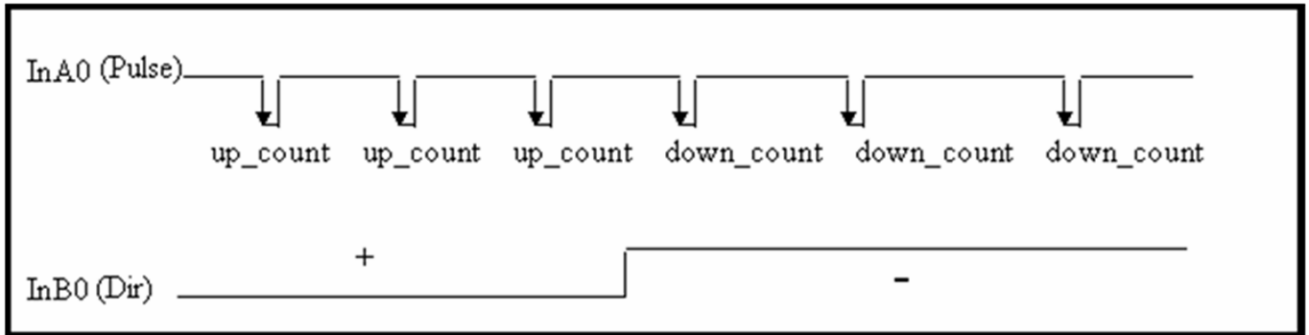 InA0 (Pulse)
up_count up_count up_count down_count down_count down_count
+
-
InB0 (Dir)